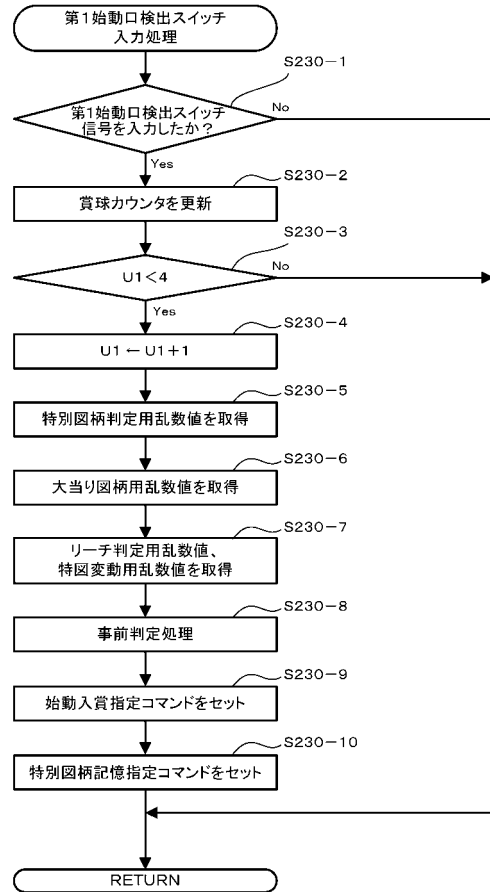 第1始動口検出スイッチ
入力処理
S230-1
第1始動口検出スイッチ
信号を入力したか?
No
Yes
S230-2
賞球カウンタを更新
S230-3
U1<4
No
Yes
S230-4
U1 ← U1+1
S230-5
特別図柄判定用乱数値を取得
S230-6
大当り図柄用乱数値を取得
S230-7
リーチ判定用乱数値、
特図変動用乱数値を取得
S230-8
事前判定処理
S230-9
始動入賞指定コマンドをセット
S230-10
特別図柄記憶指定コマンドをセット
RETURN